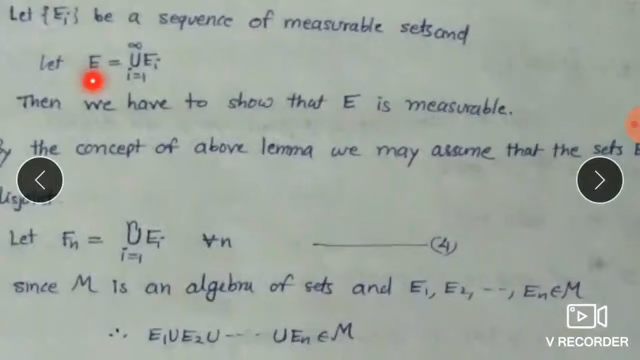 Let {Ei} be a sequence of measurable sets and
let E = ∞∪i=1 Ei
Then we have to show that E is measurable.
the concept of above lemma we may assume that the sets
Let Fn = ∪i=1 Ei ∀n ——— (4)
since M is an algebra of sets and E1, E2, ---, En ∈ M
∴ E1 ∪ E2 ∪ ---- ∪ En ∈ M
V RECORDER